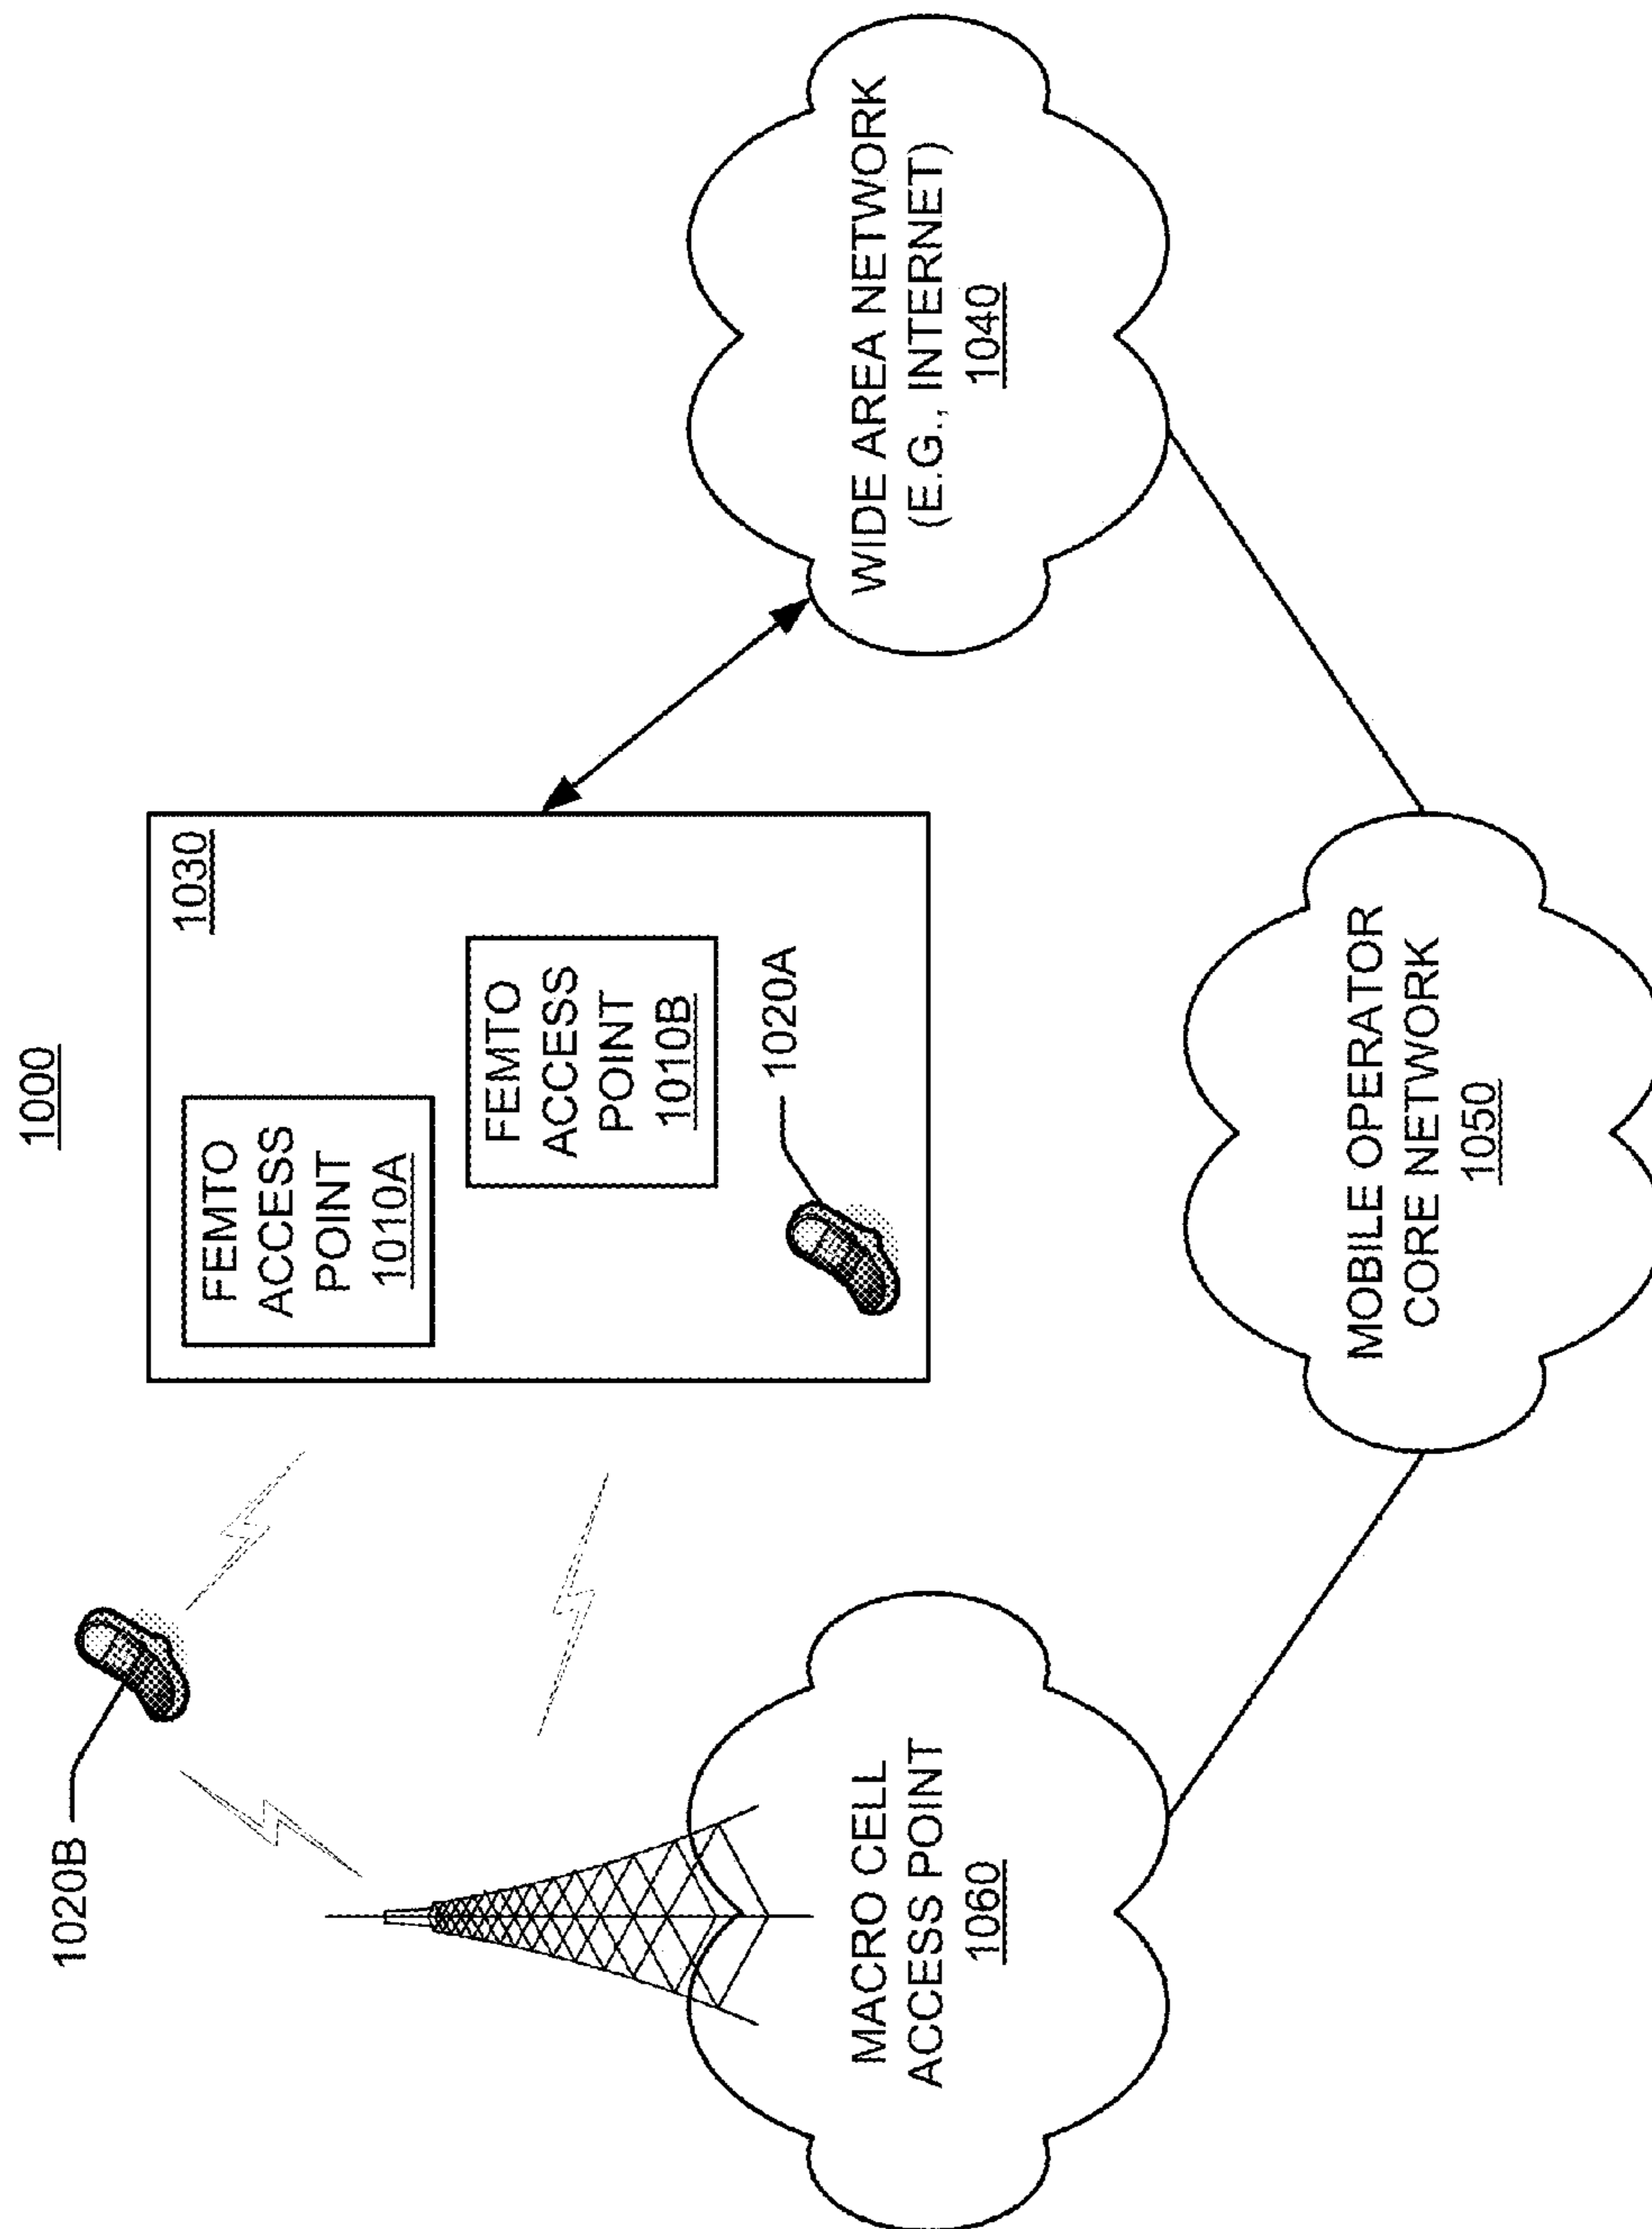 1000
1020B
FEMTO
ACCESS
POINT
1010A
1030
FEMTO
ACCESS
POINT
1010B
1020A
MACRO CELL
ACCESS POINT
1060
WIDE AREA NETWORK
(E.G., INTERNET)
1040
MOBILE OPERATOR
CORE NETWORK
1050